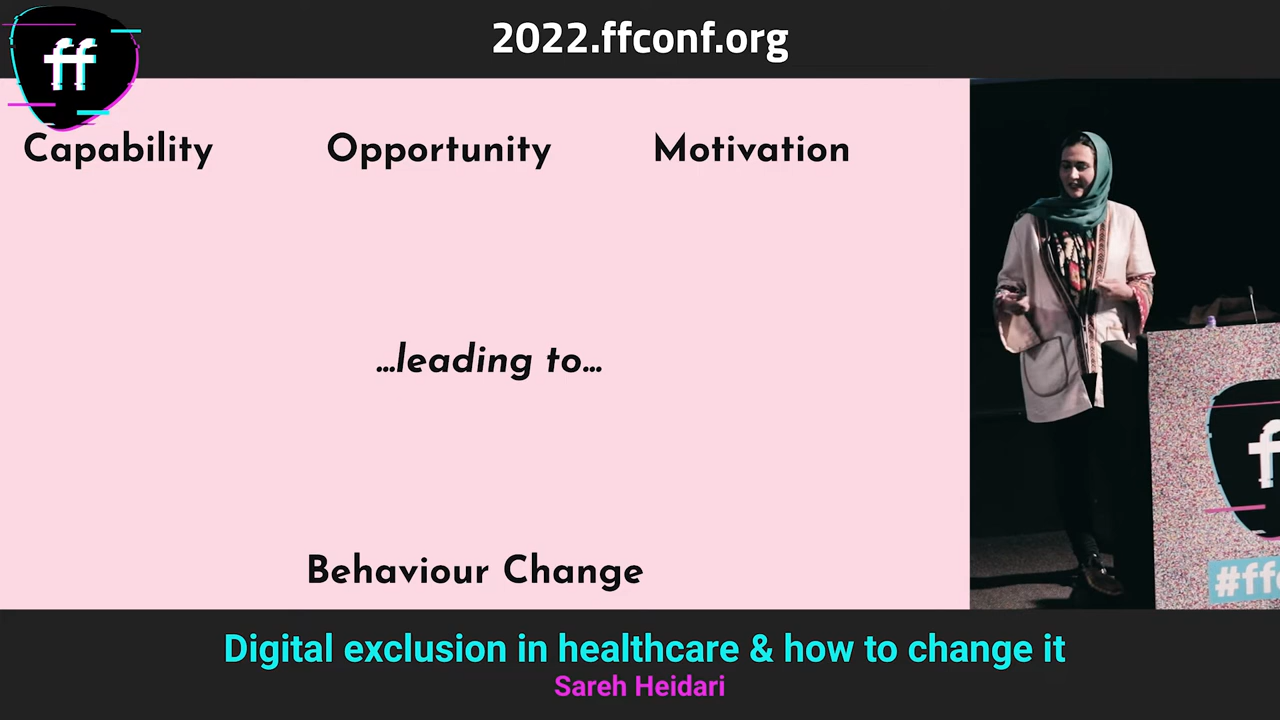 2022.ffconf.org
ff
Capability Opportunity Motivation
...leading to...
Behaviour Change
#ff
Digital exclusion in healthcare & how to change it
Sareh Heidari